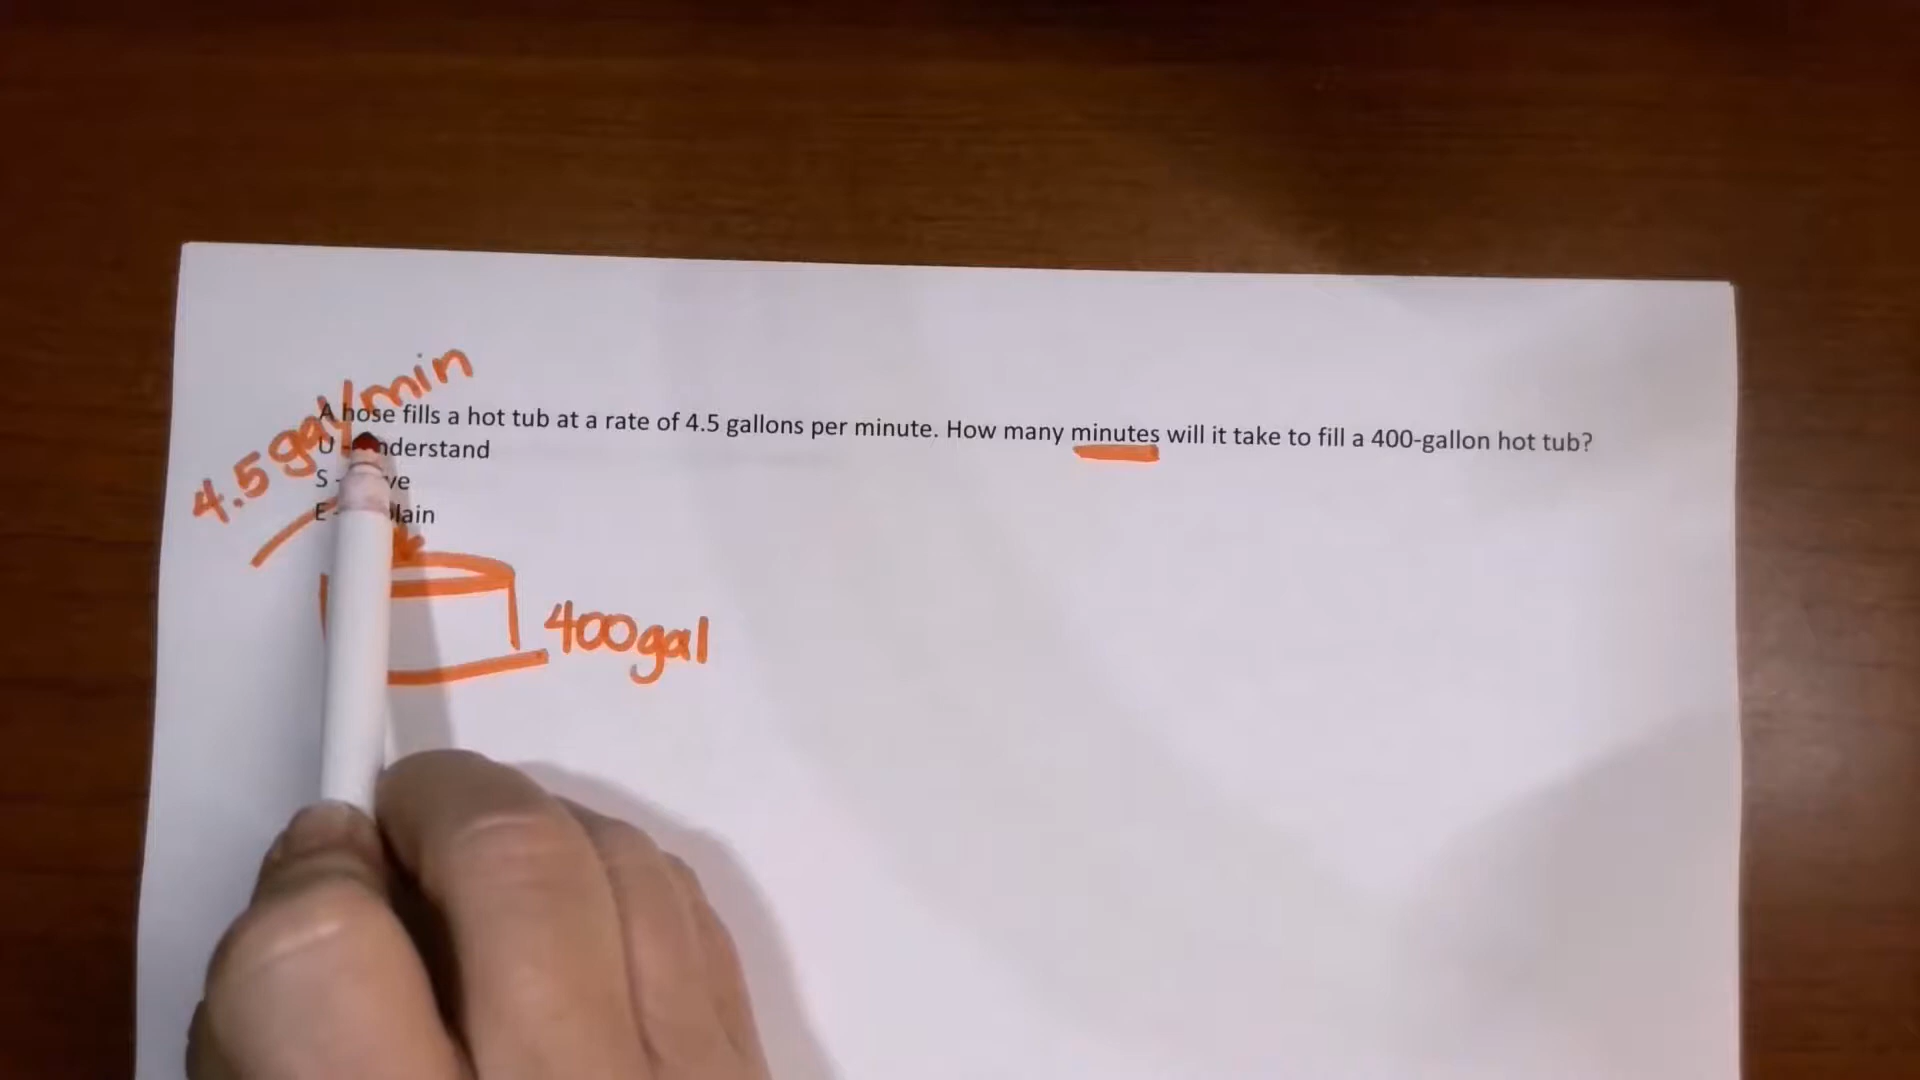 4.5 gal/min
A hose fills a hot tub at a rate of 4.5 gallons per minute. How many minutes will it take to fill a 400-gallon hot tub?
U - nderstand
S - ve
E - lain
400gal